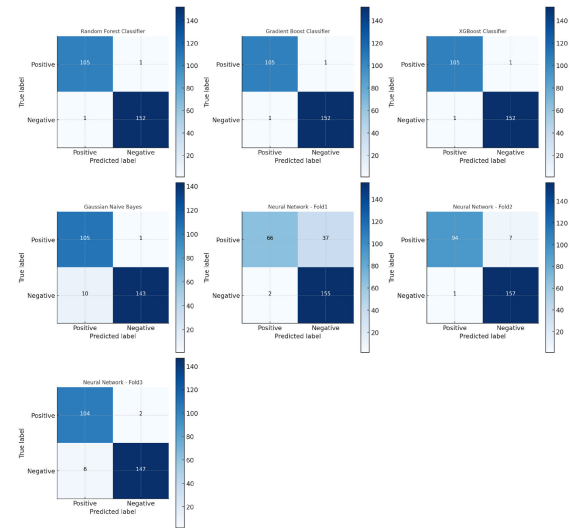 Random Forest Classifier
Positive
Negative
105
1
1
152
Positive
Negative
Predicted label
True label
140
120
100
80
60
40
20
Gradient Boost Classifier
Positive
Negative
105
1
1
152
Positive
Negative
Predicted label
True label
140
120
100
80
60
40
20
XGBoost Classifier
Positive
Negative
105
1
1
152
Positive
Negative
Predicted label
True label
140
120
100
80
60
40
20
Gaussian Naive Bayes
Positive
Negative
105
1
10
143
Positive
Negative
Predicted label
True label
140
120
100
80
60
40
20
Neural Network - Fold1
Positive
Negative
66
37
2
155
Positive
Negative
Predicted label
True label
140
120
100
80
60
40
20
Neural Network - Fold2
Positive
Negative
94
7
1
157
Positive
Negative
Predicted label
True label
140
120
100
80
60
40
20
Neural Network - Fold3
Positive
Negative
104
2
6
147
Positive
Negative
Predicted label
True label
140
120
100
80
60
40
20